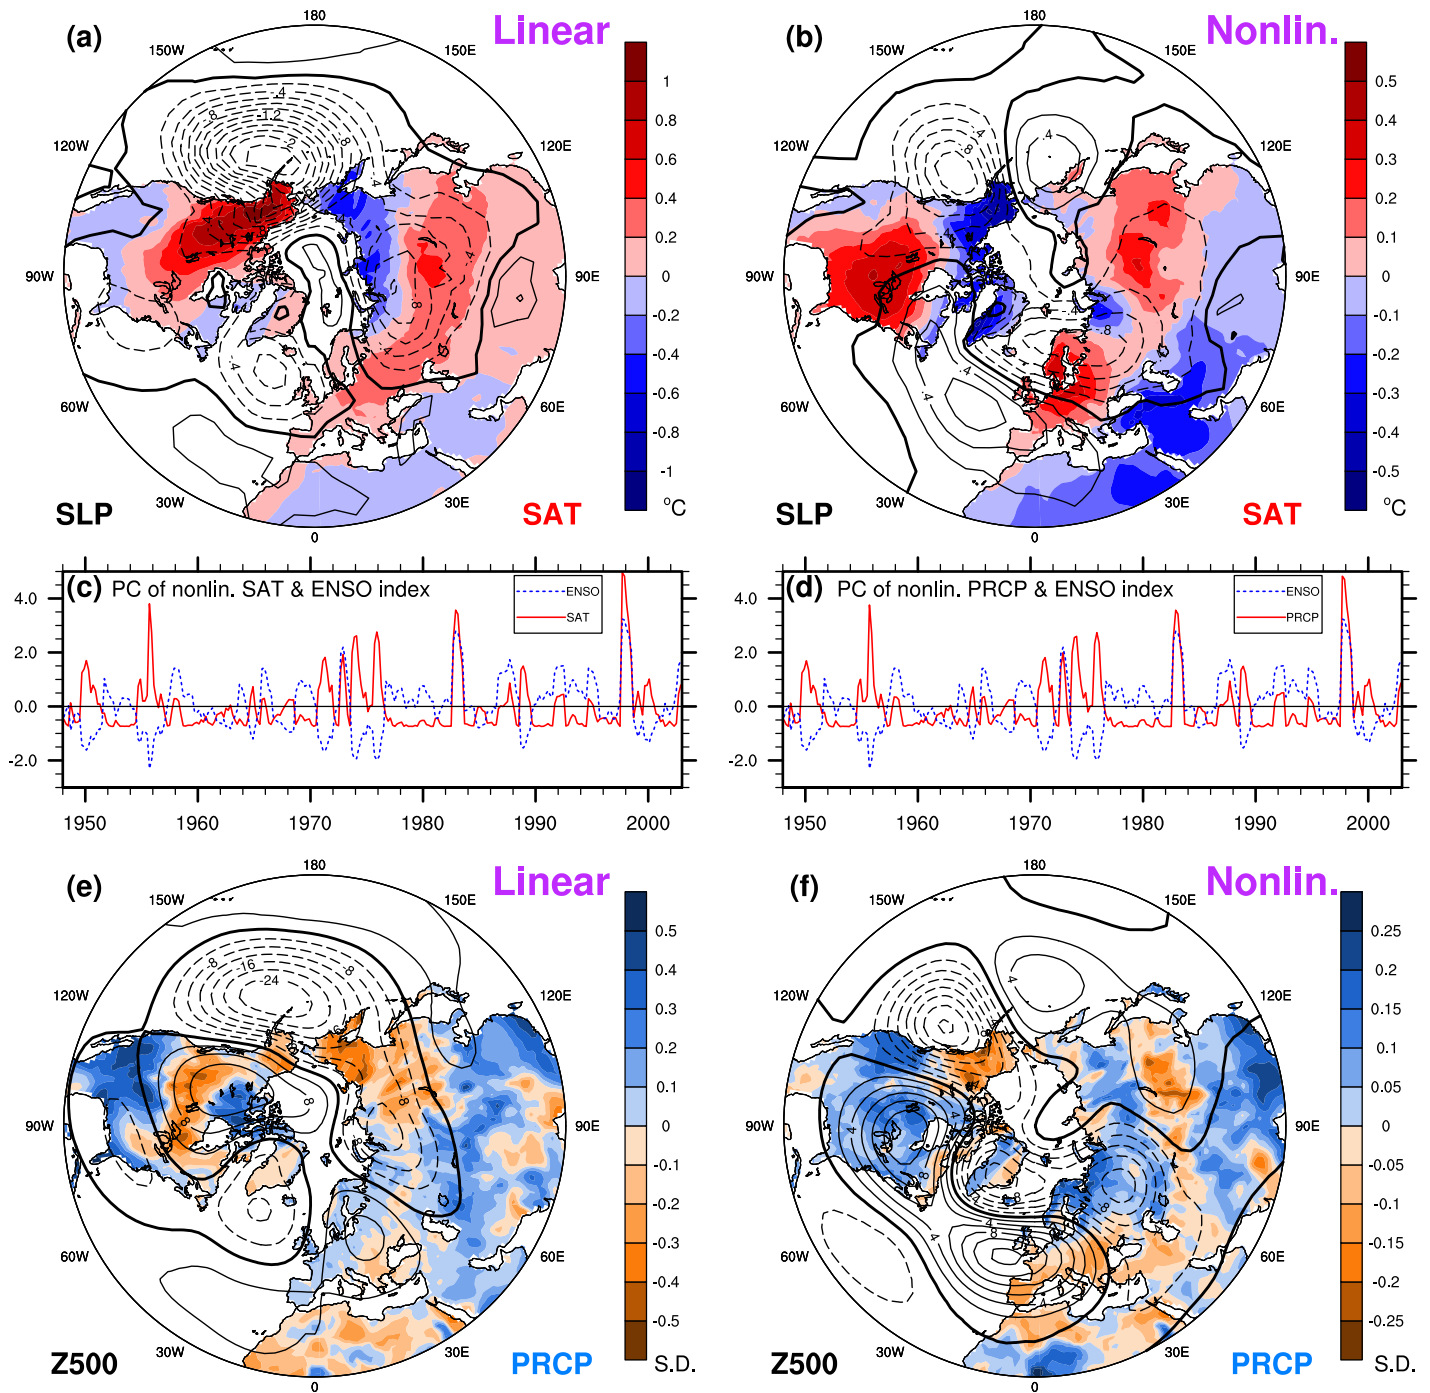 (a) Linear
180
150W 150E
120W 120E
90W 90E
60W 60E
30W 30E
0
SLP SAT
1
0.8
0.6
0.4
0.2
0
-0.2
-0.4
-0.6
-0.8
-1
°C
(b) Nonlin.
180
150W 150E
120W 120E
90W 90E
60W 60E
30W 30E
0
SLP SAT
0.5
0.4
0.3
0.2
0.1
0
-0.1
-0.2
-0.3
-0.4
-0.5
°C
(c) PC of nonlin. SAT & ENSO index
ENSO
SAT
4.0
2.0
0.0
-2.0
1950 1960 1970 1980 1990 2000
(d) PC of nonlin. PRCP & ENSO index
ENSO
PRCP
4.0
2.0
0.0
-2.0
1950 1960 1970 1980 1990 2000
(e) Linear
180
150W 150E
120W 120E
90W 90E
60W 60E
30W 30E
0
-8 -16 -8
-24
Z500 PRCP
0.5
0.4
0.3
0.2
0.1
0
-0.1
-0.2
-0.3
-0.4
-0.5
S.D.
(f) Nonlin.
180
150W 150E
120W 120E
90W 90E
60W 60E
30W 30E
0
Z500 PRCP
0.25
0.2
0.15
0.1
0.05
0
-0.05
-0.1
-0.15
-0.2
-0.25
S.D.